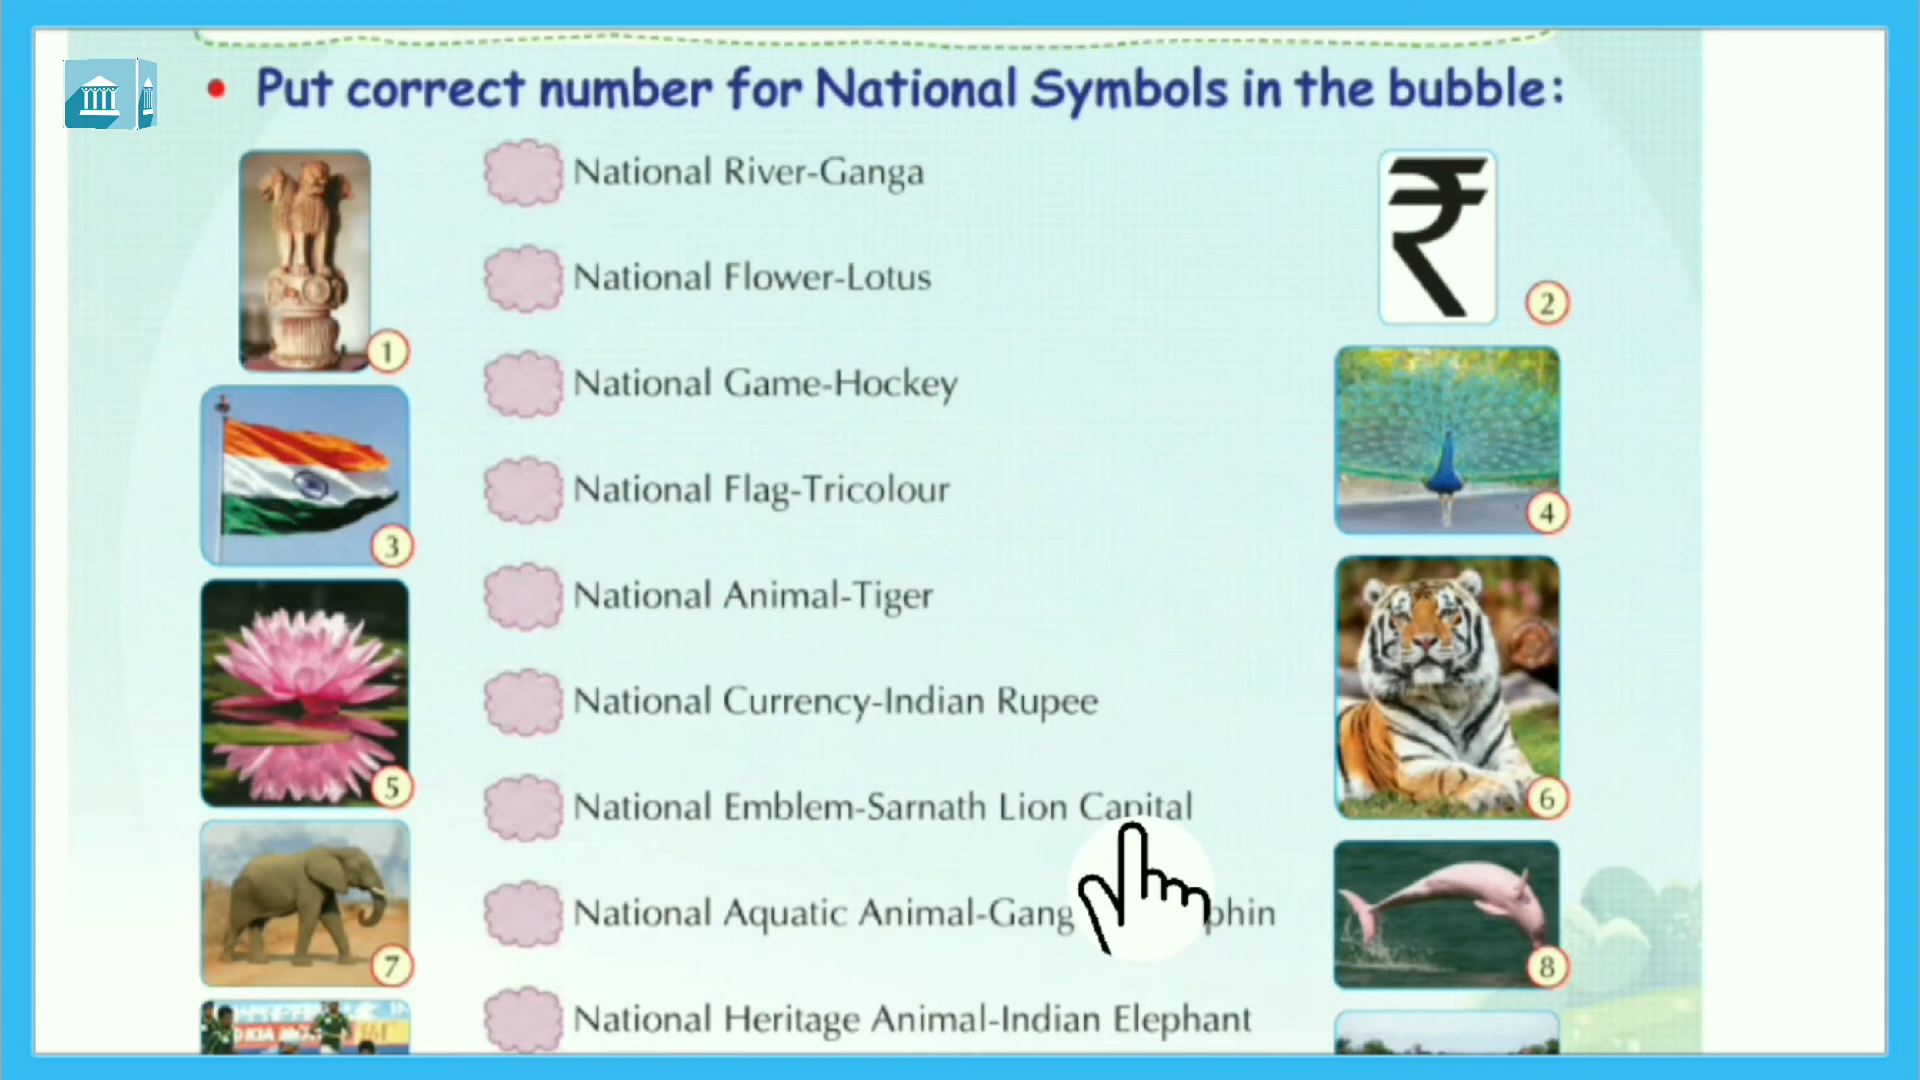 Put correct number for National Symbols in the bubble:
National River-Ganga
National Flower-Lotus
National Game-Hockey
National Flag-Tricolour
National Animal-Tiger
National Currency-Indian Rupee
National Emblem-Sarnath Lion Capital
National Aquatic Animal-
National Heritage Animal-Indian Elephant
₹
1
2
3
4
5
6
7
8